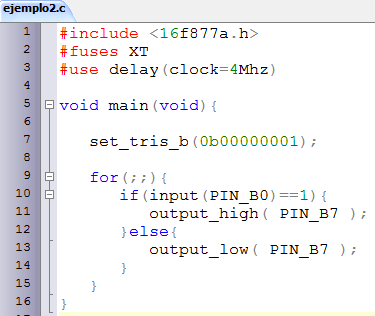 ejemplo2.c
1 #include <16f877a.h>
2 #fuses XT
3 #use delay(clock=4Mhz)
4
5 void main(void){
6
7 set_tris_b(0b00000001);
8
9 for(;;){
10 if(input(PIN_B0)==1){
11 output_high( PIN_B7 );
12 }else{
13 output_low( PIN_B7 );
14 }
15 }
16 }